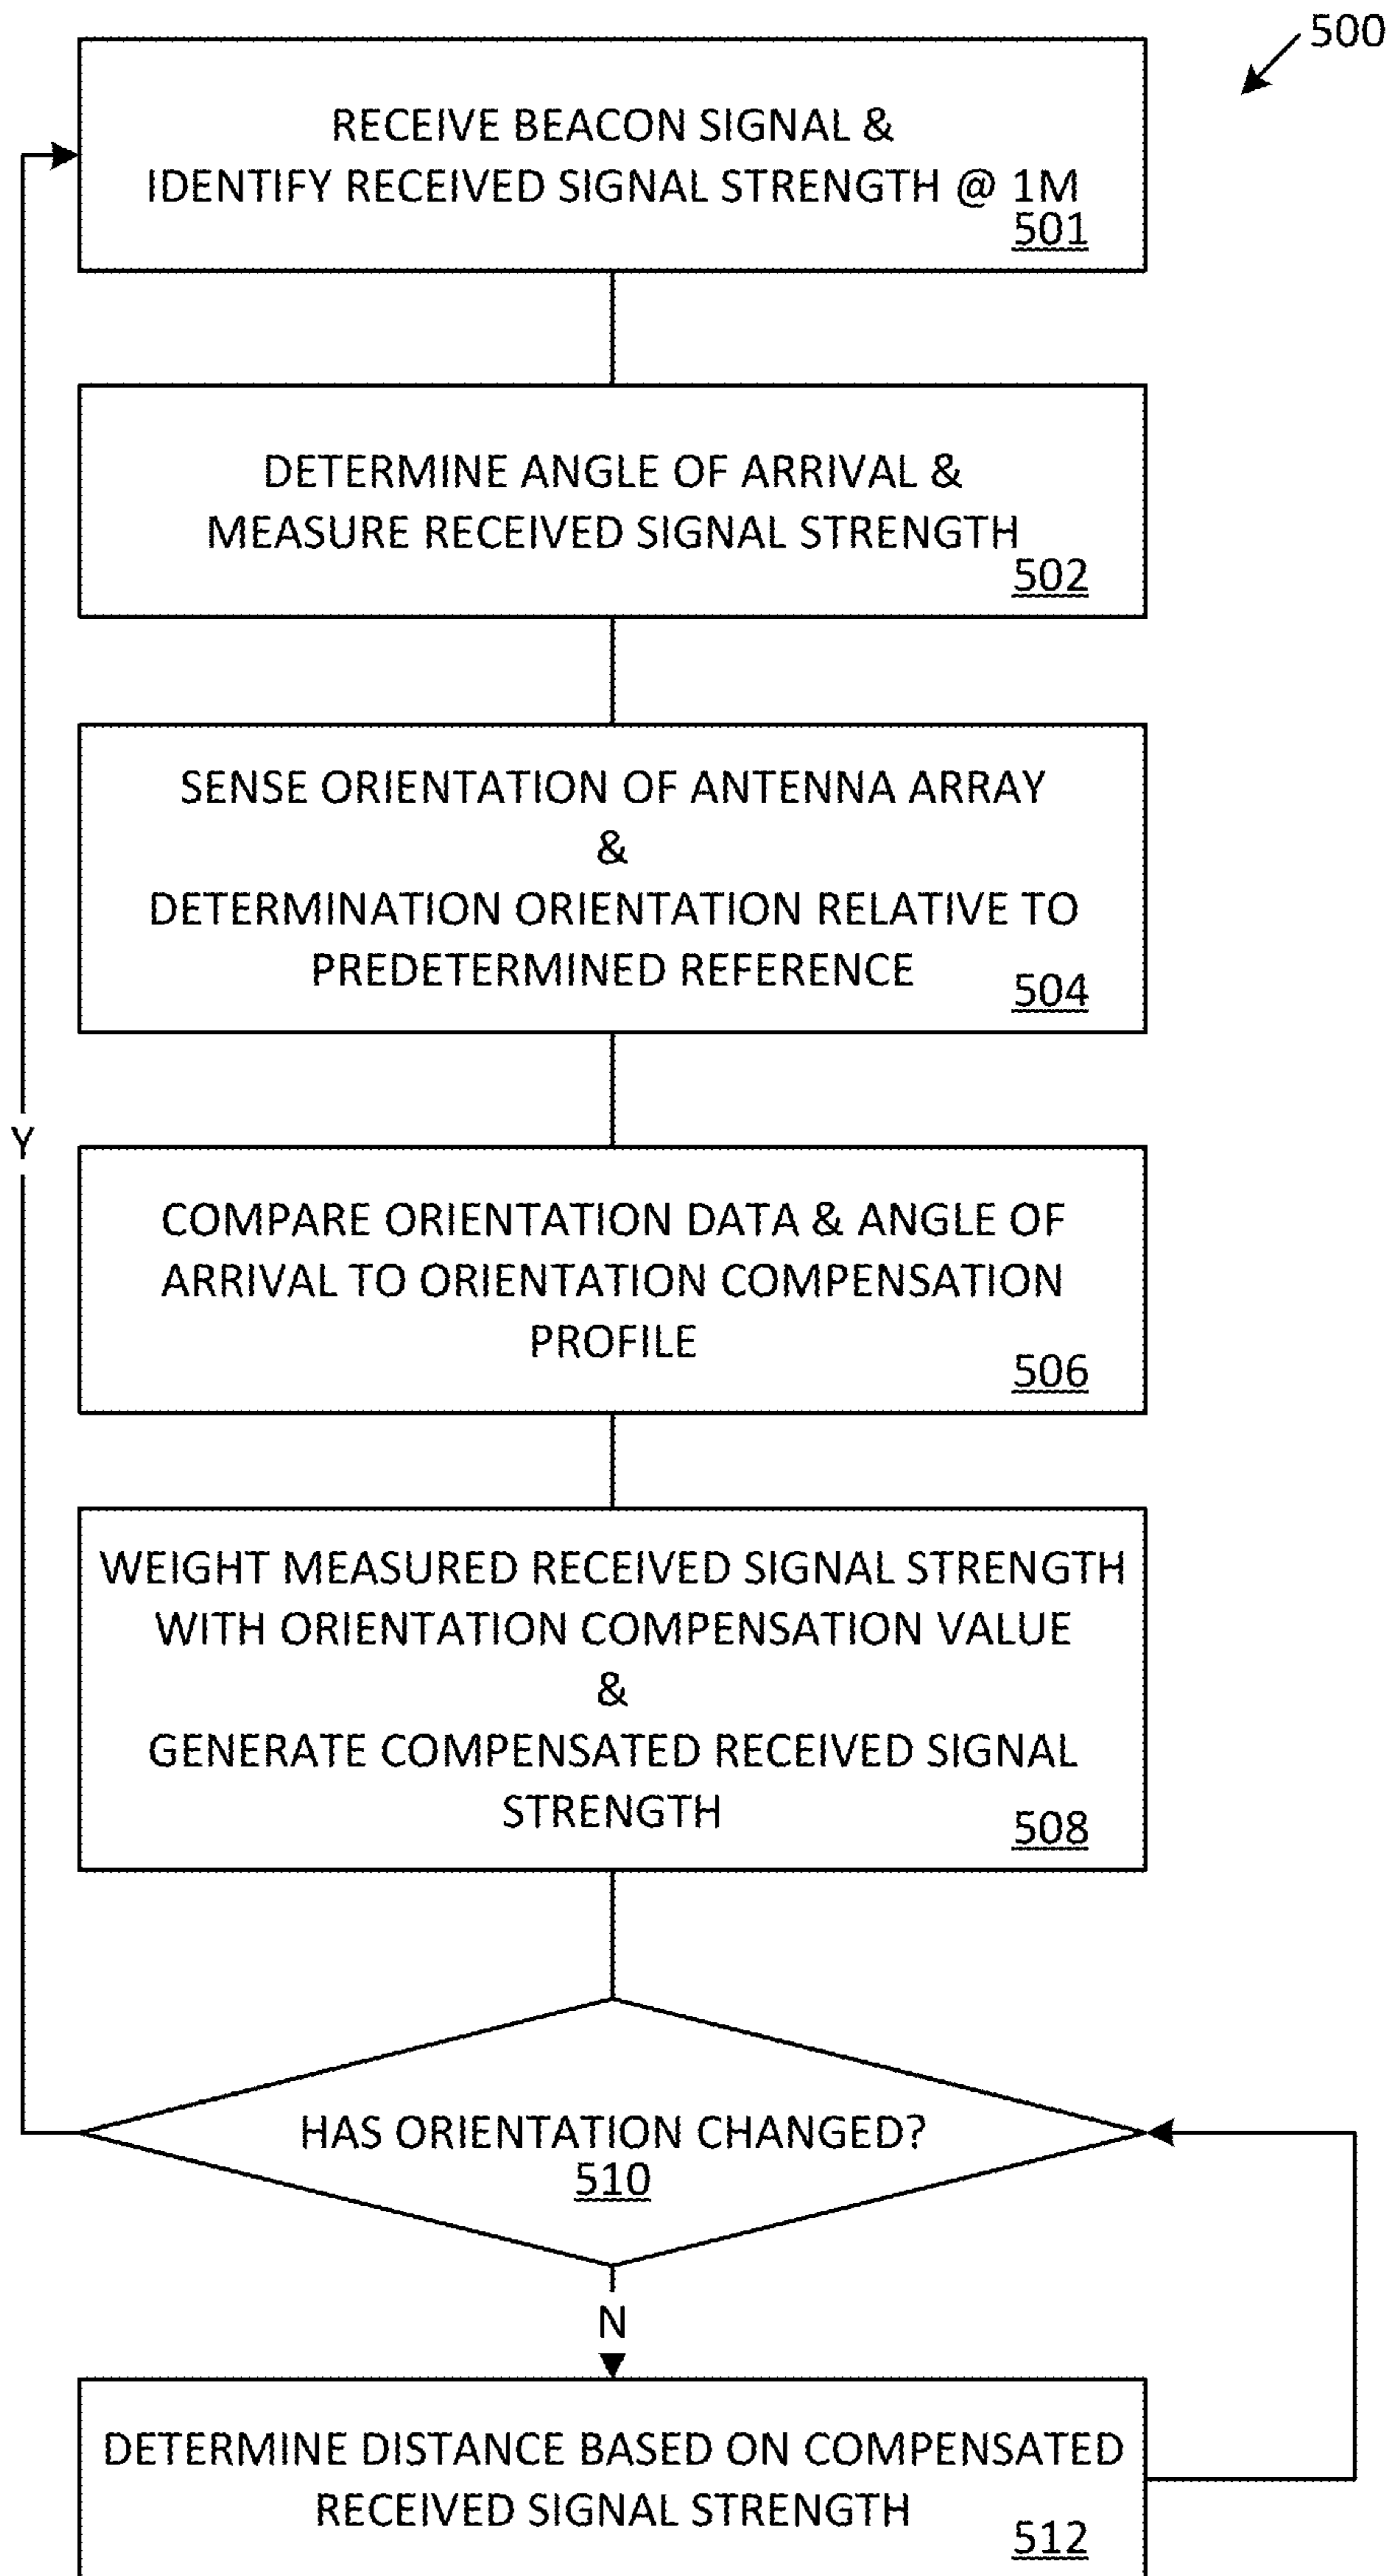 500
RECEIVE BEACON SIGNAL &
IDENTIFY RECEIVED SIGNAL STRENGTH @ 1M
501
DETERMINE ANGLE OF ARRIVAL &
MEASURE RECEIVED SIGNAL STRENGTH
502
SENSE ORIENTATION OF ANTENNA ARRAY
&
DETERMINATION ORIENTATION RELATIVE TO
PREDETERMINED REFERENCE
504
Y
COMPARE ORIENTATION DATA & ANGLE OF
ARRIVAL TO ORIENTATION COMPENSATION
PROFILE
506
WEIGHT MEASURED RECEIVED SIGNAL STRENGTH
WITH ORIENTATION COMPENSATION VALUE
&
GENERATE COMPENSATED RECEIVED SIGNAL
STRENGTH
508
HAS ORIENTATION CHANGED?
510
N
DETERMINE DISTANCE BASED ON COMPENSATED
RECEIVED SIGNAL STRENGTH
512